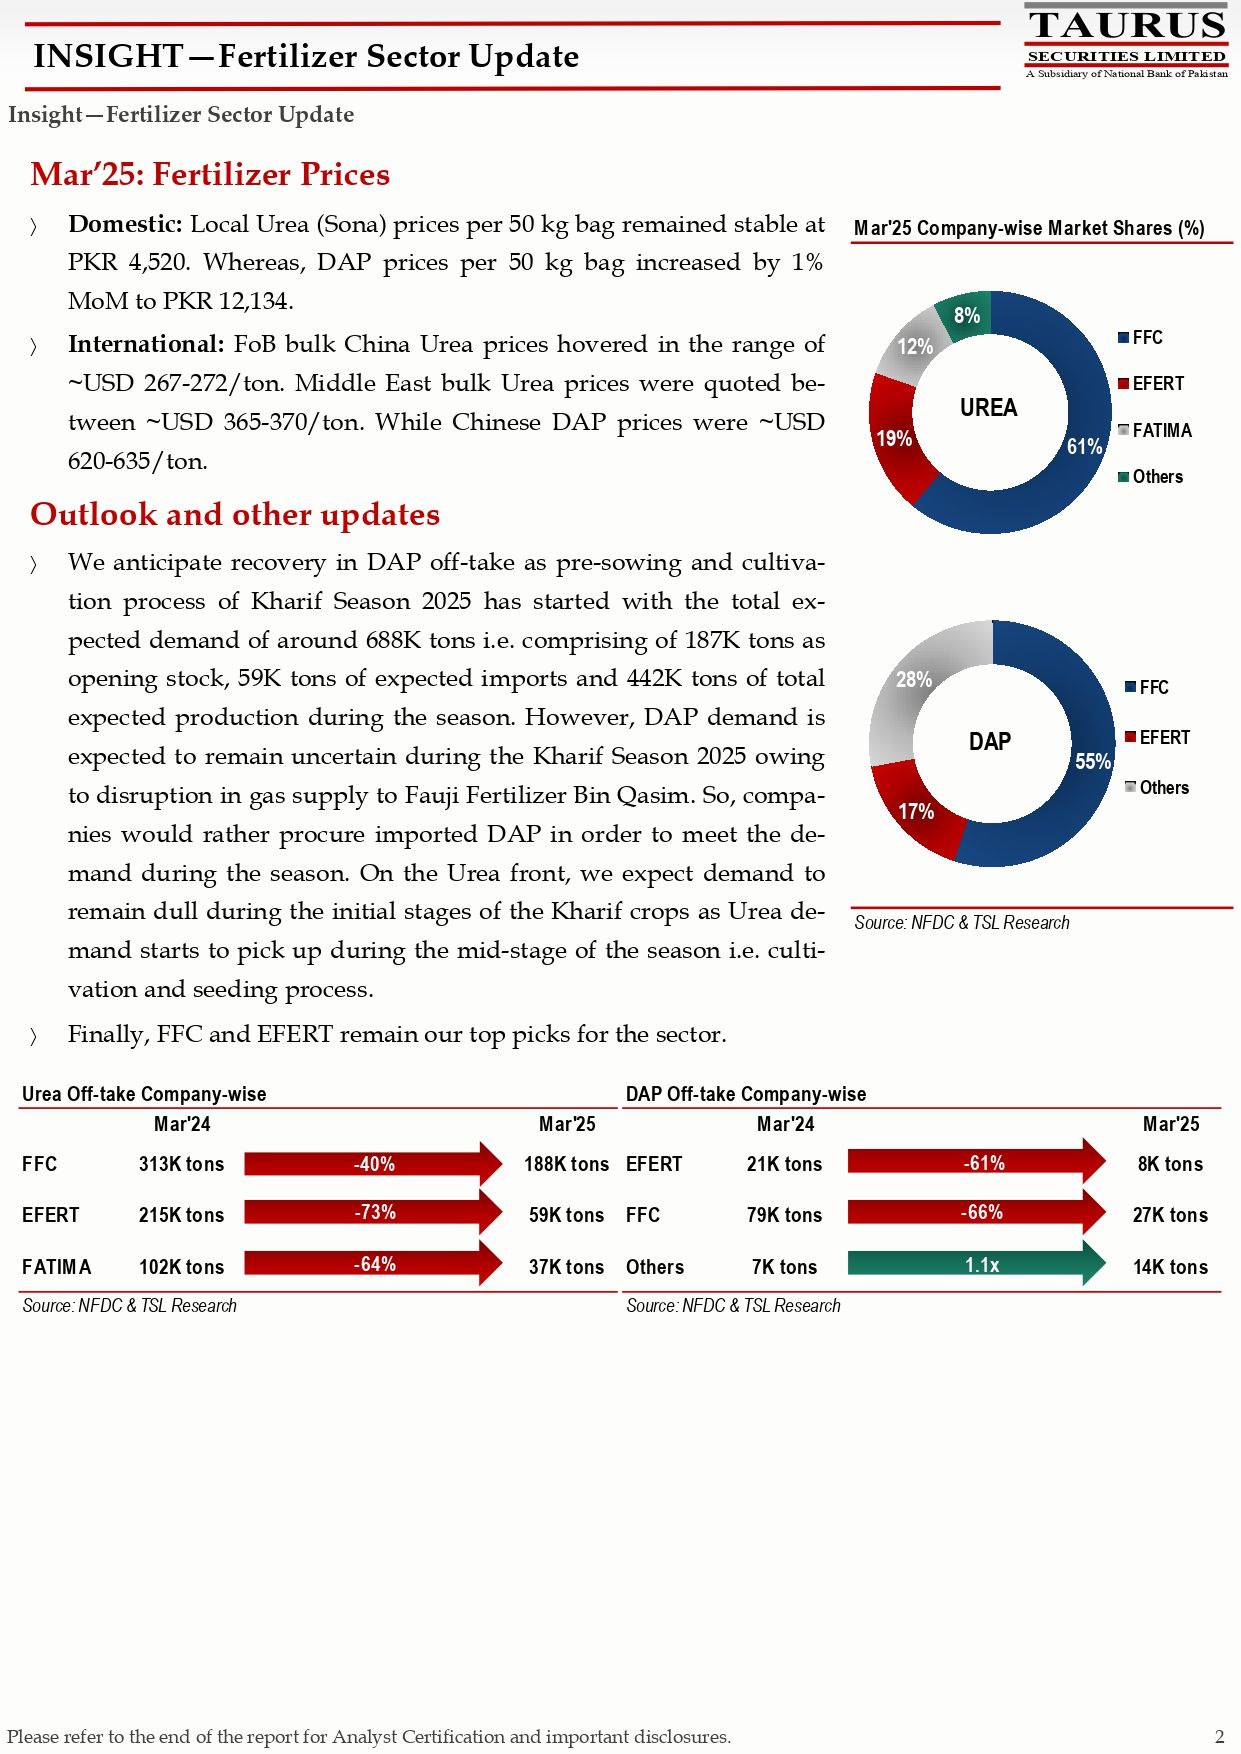 INSIGHT—Fertilizer Sector Update
TAURUS
SECURITIES LIMITED
A Subsidiary of National Bank of Pakistan
Insight—Fertilizer Sector Update
Mar’25: Fertilizer Prices
〉 Domestic: Local Urea (Sona) prices per 50 kg bag remained stable at
PKR 4,520. Whereas, DAP prices per 50 kg bag increased by 1%
MoM to PKR 12,134.
〉 International: FoB bulk China Urea prices hovered in the range of
~USD 267-272/ton. Middle East bulk Urea prices were quoted be-
tween ~USD 365-370/ton. While Chinese DAP prices were ~USD
620-635/ton.
Outlook and other updates
〉 We anticipate recovery in DAP off-take as pre-sowing and cultiva-
tion process of Kharif Season 2025 has started with the total ex-
pected demand of around 688K tons i.e. comprising of 187K tons as
opening stock, 59K tons of expected imports and 442K tons of total
expected production during the season. However, DAP demand is
expected to remain uncertain during the Kharif Season 2025 owing
to disruption in gas supply to Fauji Fertilizer Bin Qasim. So, compa-
nies would rather procure imported DAP in order to meet the de-
mand during the season. On the Urea front, we expect demand to
remain dull during the initial stages of the Kharif crops as Urea de-
mand starts to pick up during the mid-stage of the season i.e. culti-
vation and seeding process.
〉 Finally, FFC and EFERT remain our top picks for the sector.
Mar'25 Company-wise Market Shares (%)
8%
12%
19%
61%
UREA
FFC
EFERT
FATIMA
Others
28%
17%
55%
DAP
FFC
EFERT
Others
Source: NFDC & TSL Research
Urea Off-take Company-wise
Mar'24 Mar'25
FFC 313K tons -40% 188K tons
EFERT 215K tons -73% 59K tons
FATIMA 102K tons -64% 37K tons
Source: NFDC & TSL Research
DAP Off-take Company-wise
Mar'24 Mar'25
EFERT 21K tons -61% 8K tons
FFC 79K tons -66% 27K tons
Others 7K tons 1.1x 14K tons
Source: NFDC & TSL Research
Please refer to the end of the report for Analyst Certification and important disclosures. 2